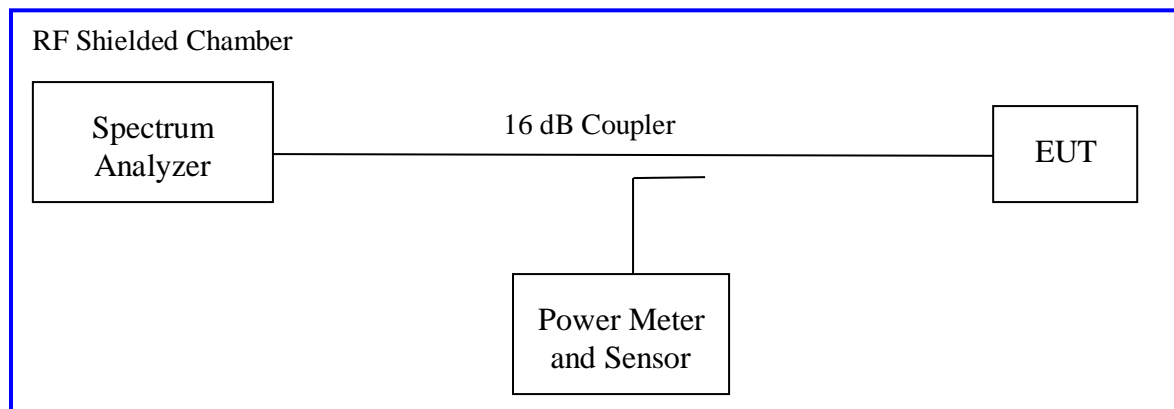 RF Shielded Chamber
Spectrum
Analyzer
16 dB Coupler
EUT
Power Meter
and Sensor